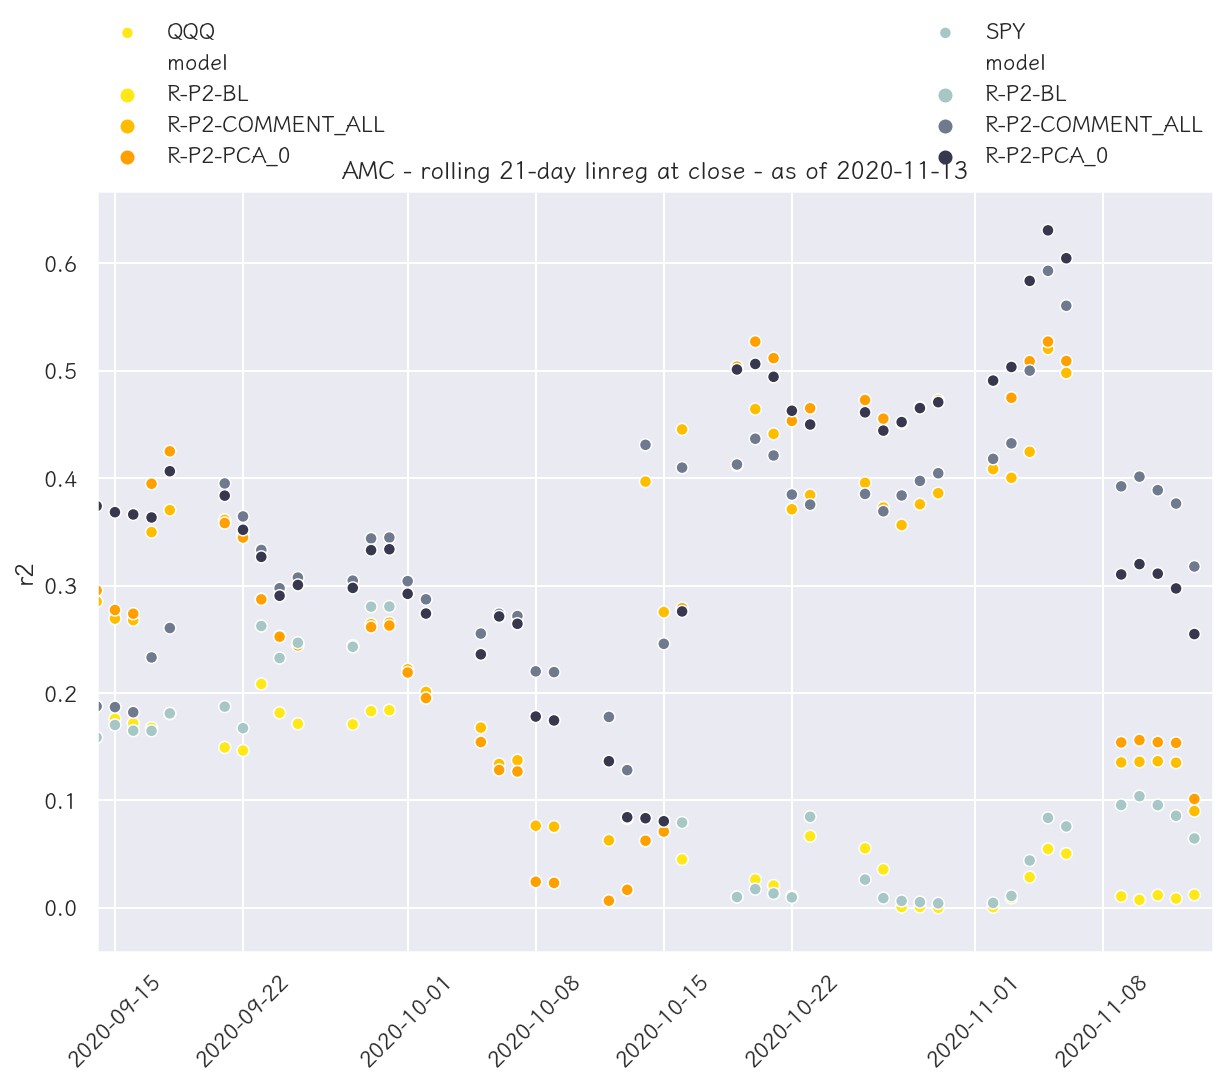 QQQ
model
R-P2-BL
R-P2-COMMENT_ALL
R-P2-PCA_0
SPY
model
R-P2-BL
R-P2-COMMENT_ALL
R-P2-PCA_0
AMC - rolling 21-day linreg at close - as of 2020-11-13
r2
0.6
0.5
0.4
0.3
0.2
0.1
0.0
2020-09-15
2020-09-22
2020-10-01
2020-10-08
2020-10-15
2020-10-22
2020-11-01
2020-11-08